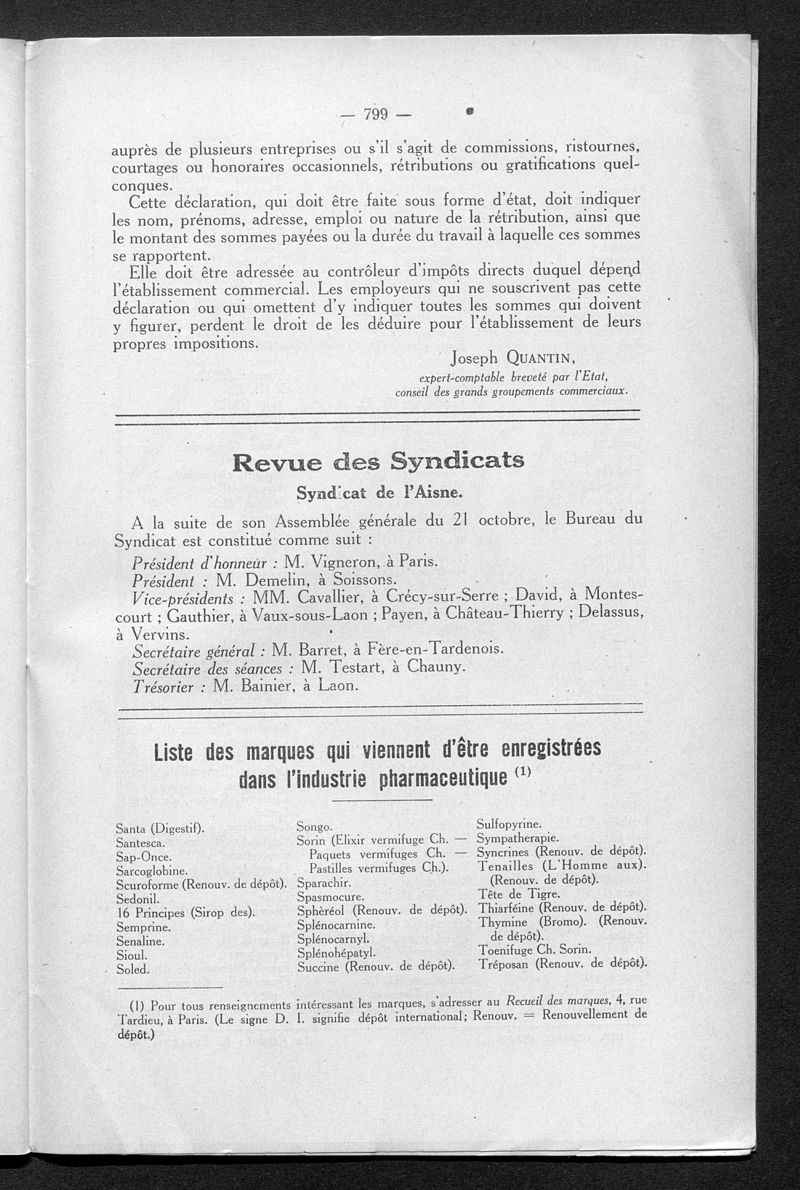 — 799 —
auprès de plusieurs entreprises ou s'il s'agit de commissions, ristournes,
courtages ou honoraires occasionnels, rétributions ou gratifications quel-
conques.
Cette déclaration, qui doit être faite sous forme d'état, doit indiquer
les nom, prénoms, adresse, emploi ou nature de la rétribution, ainsi que
le montant des sommes payées ou la durée du travail à laquelle ces sommes
se rapportent.
Elle doit être adressée au contrôleur d'impôts directs duquel dépend
l'établissement commercial. Les employeurs qui ne souscrivent pas cette
déclaration ou qui omettent d'y indiquer toutes les sommes qui doivent
y figurer, perdent le droit de les déduire pour l'établissement de leurs
propres impositions.
Joseph QUANTIN,
expert-comptable breveté par l'Etat,
conseil des grands groupements commerciaux.
Revue des Syndicats
Syndicat de l'Aisne.
A la suite de son Assemblée générale du 21 octobre, le Bureau du
Syndicat est constitué comme suit :
Président d'honneur : M. Vigneron, à Paris.
Président : M. Demelin, à Soissons.
Vice-présidents : MM. Cavallier, à Crécy-sur-Serre ; David, à Montes-
court ; Gauthier, à Vaux-sous-Laon ; Payen, à Château-Thierry ; Delassus,
à Vervins.
Secrétaire général : M. Barret, à Fère-en-Tardenois.
Secrétaire des séances : M. Testart, à Chauny.
Trésorier : M. Bainier, à Laon.
Liste des marques qui viennent d'être enregistrées
dans l'industrie pharmaceutique (1)
Santa (Digestif).
Santesca.
Sap-Once.
Sarcoglobine.
Scuroforme (Renouv. de dépôt).
Sedonil.
16 Principes (Sirop des).
Semprine.
Senaline.
Sioul.
Soled.
Songo.
Sorin (Elixir vermifuge Ch. —
Paquets vermifuges Ch. —
Pastilles vermifuges Ch.).
Sparachir.
Spasmocure.
Sphèréol (Renouv. de dépôt).
Splénocarnine.
Splénocarnyl.
Splénohépatyl.
Succine (Renouv. de dépôt).
Sulfopyrine.
Sympatherapie.
Syncrines (Renouv. de dépôt).
Tenailles (L'Homme aux).
(Renouv. de dépôt).
Tête de Tigre.
Thiarféine (Renouv. de dépôt).
Thymine (Bromo). (Renouv.
de dépôt).
Toenifuge Ch. Sorin.
Tréposan (Renouv. de dépôt).
(1) Pour tous renseignements intéressant les marques, s'adresser au Recueil des marques, 4, rue
Tardieu, à Paris. (Le signe D. I. signifie dépôt international; Renouv. = Renouvellement de
dépôt.)